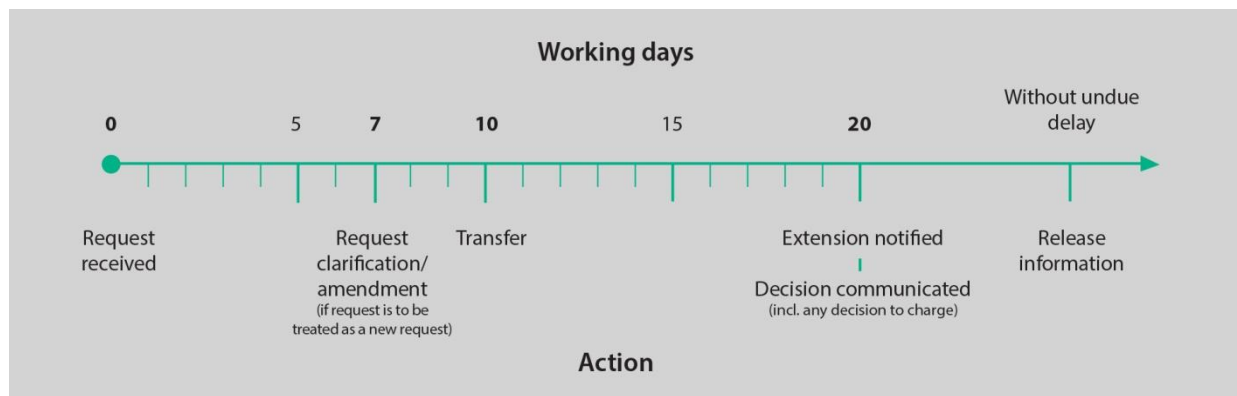 Working days
Without undue
delay
0 5 7 10 15 20
Request
received
Request
clarification/
amendment
(if request is to be
treated as a new request)
Transfer
Extension notified
Decision communicated
(incl. any decision to charge)
Release
information
Action